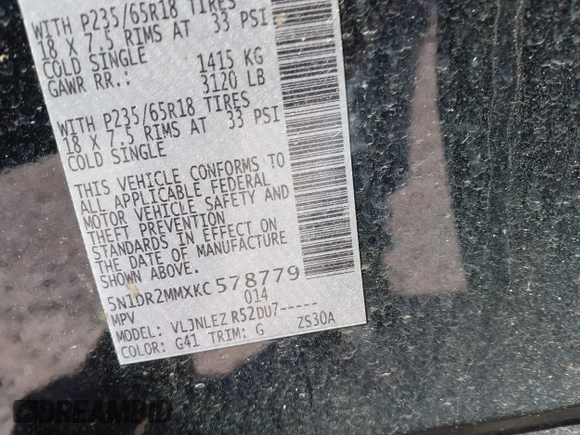 WITH P235/65R18 TIRES
18 X 7.5 RIMS AT 33 PSI
COLD SINGLE
GAWR RR.: 1415 KG
3120 LB
WITH P235/65R18 TIRES
18 X 7.5 RIMS AT 33 PSI
COLD SINGLE
THIS VEHICLE CONFORMS TO
ALL APPLICABLE FEDERAL
MOTOR VEHICLE SAFETY AND
THEFT PREVENTION
STANDARDS IN EFFECT ON
THE DATE OF MANUFACTURE
SHOWN ABOVE.
5N1DR2MMXKC578779
MPV 014
MODEL: VL3NLEZ R52DU7-----
COLOR: G41 TRIM: G ZS30A
DREAMBID